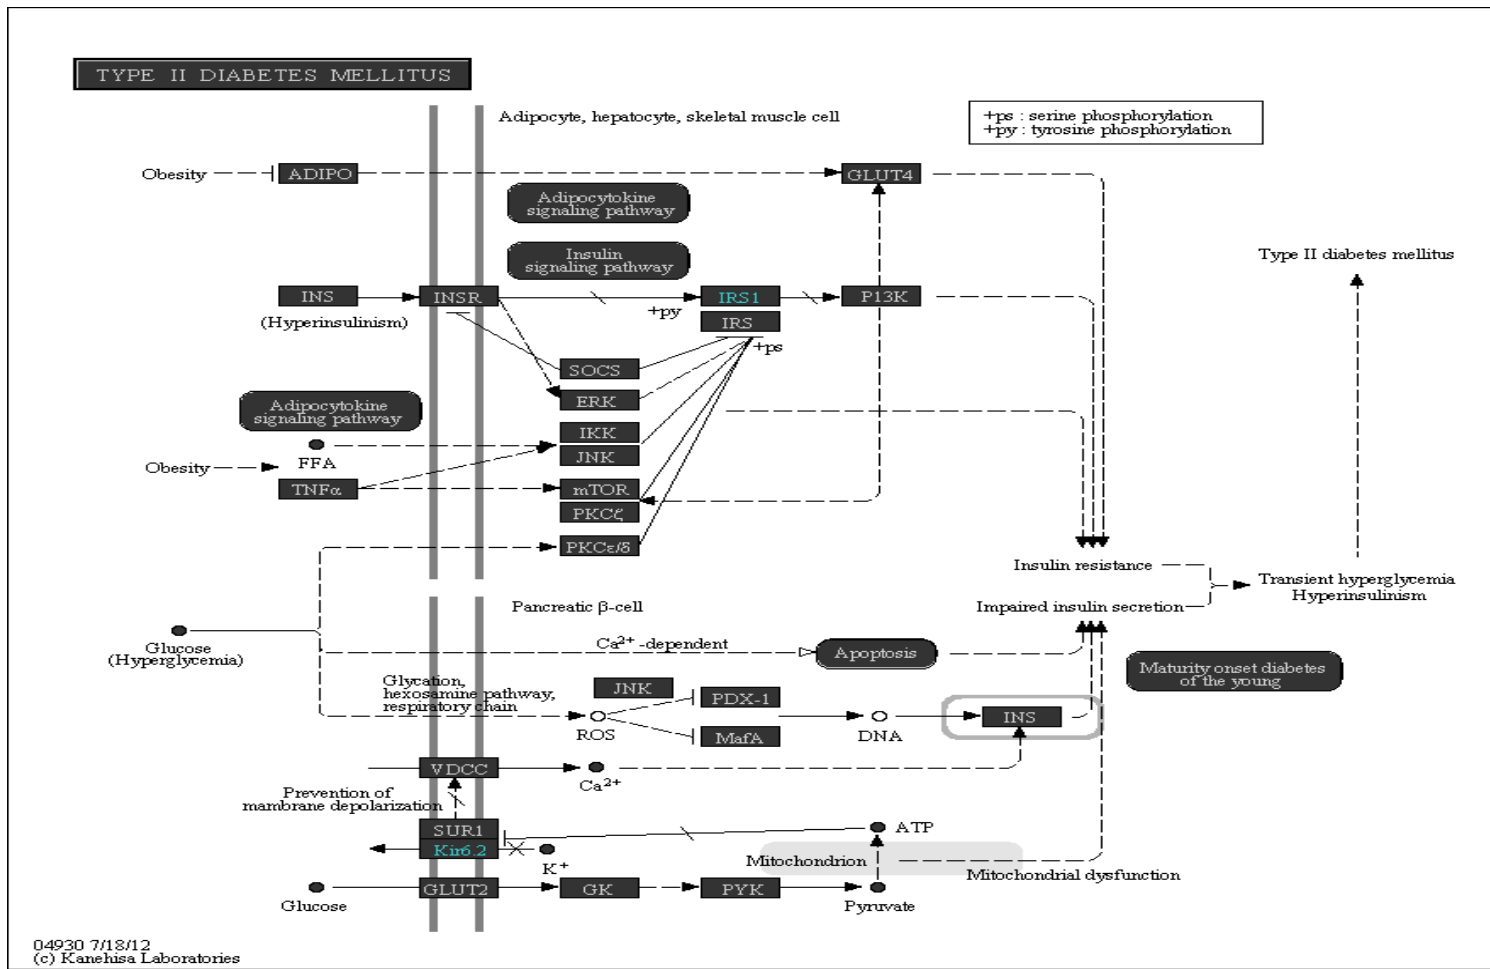 TYPE II DIABETES MELLITUS
Adipocyte, hepatocyte, skeletal muscle cell
+ps : serine phosphorylation
+py : tyrosine phosphorylation
Obesity
ADIPO
GLUT4
Adipocytokine
signaling pathway
Insulin
signaling pathway
Type II diabetes mellitus
INS
(Hyperinsulinism)
INSR
+py
IRS1
IRS
+ps
P13K
SOCS
ERK
Adipocytokine
signaling pathway
IKK
JNK
FFA
Obesity
TNFα
mTOR
PKCζ
PKCε/δ
Insulin resistance
Impaired insulin secretion
Transient hyperglycemia
Hyperinsulinism
Pancreatic β-cell
Glucose
(Hyperglycemia)
Ca2+ -dependent
Apoptosis
Maturity onset diabetes
of the young
Glycation,
hexosamine pathway,
respiratory chain
JNK
PDX-1
ROS
MafA
DNA
INS
VDCC
Ca2+
Prevention of
mambrane depolarization
SUR1
Kir6.2
K+
ATP
Mitochondrion
Mitochondrial dysfunction
Glucose
GLUT2
GK
PYK
Pyruvate
04930 7/18/12
(c) Kanehisa Laboratories